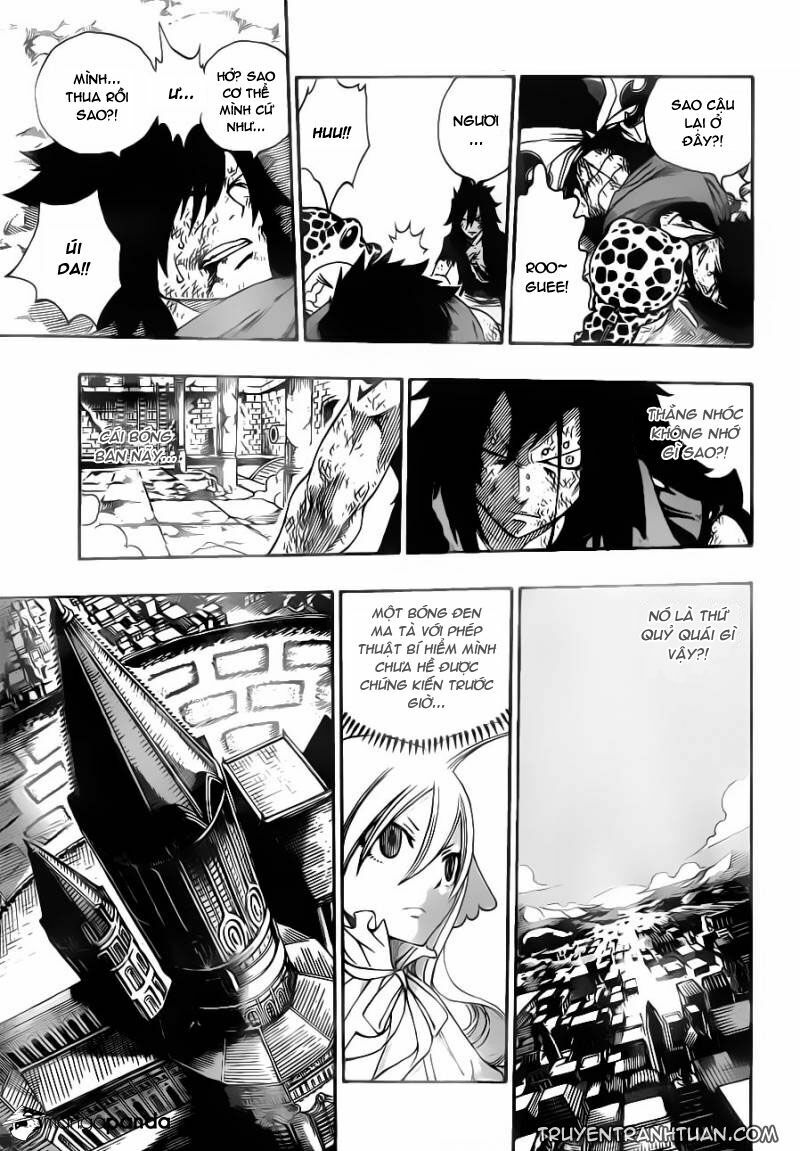 SAO CẬU
LẠI Ở
ĐÂY?!
ROO~
GUEE!
NGƯƠI
...
HUU!!
HỞ? SAO
CƠ THỂ
MÌNH CỨ
NHƯ...
Ư...
MÌNH...
THUA RỒI
SAO?!
ÚI
DA!!
THẰNG NHÓC
KHÔNG NHỚ
GÌ SAO?!
CÁI BÓNG
BAN NÃY...
NÓ LÀ THỨ
QUỶ QUÁI GÌ
VẬY?!
MỘT BÓNG ĐEN
MA TÀ VỚI PHÉP
THUẬT BÍ HIỂM MÌNH
CHƯA HỀ ĐƯỢC
CHỨNG KIẾN TRƯỚC
GIỜ...
mangapanda
TRUYENTRANHTUAN.COM